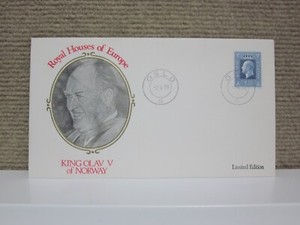 Royal Houses of Europe
OSLO
KING OLAV V
of NORWAY
Limited Edition